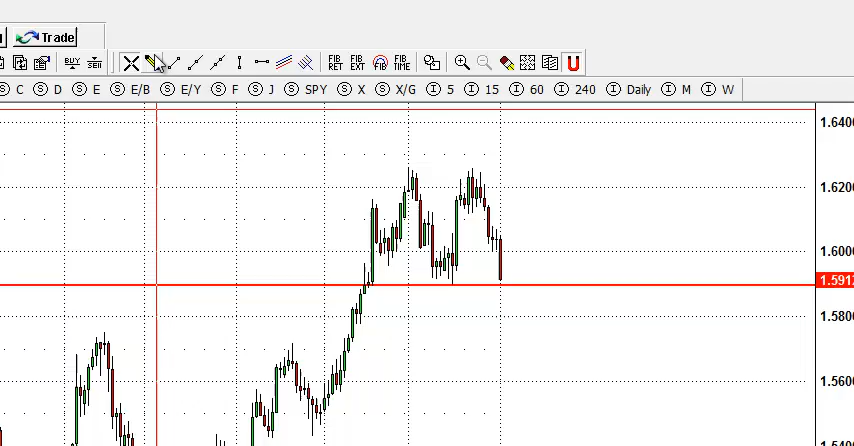 Trade
BUY SELL FIB RET FIB EXT FIB FIB TIME
C D E E/B E/Y F J SPY X X/G 5 15 60 240 Daily M W
1.6400
1.6200
1.6000
1.591
1.5800
1.5600